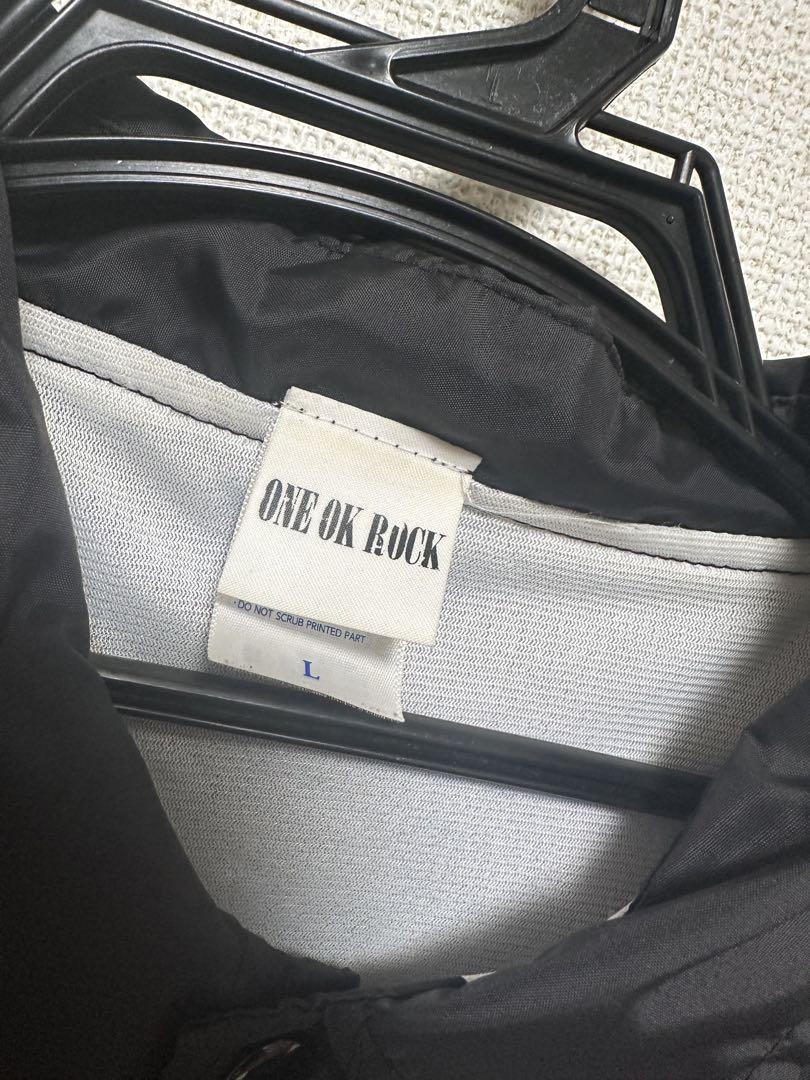 ONE OK ROCK
・DO NOT SCRUB PRINTED PART
L